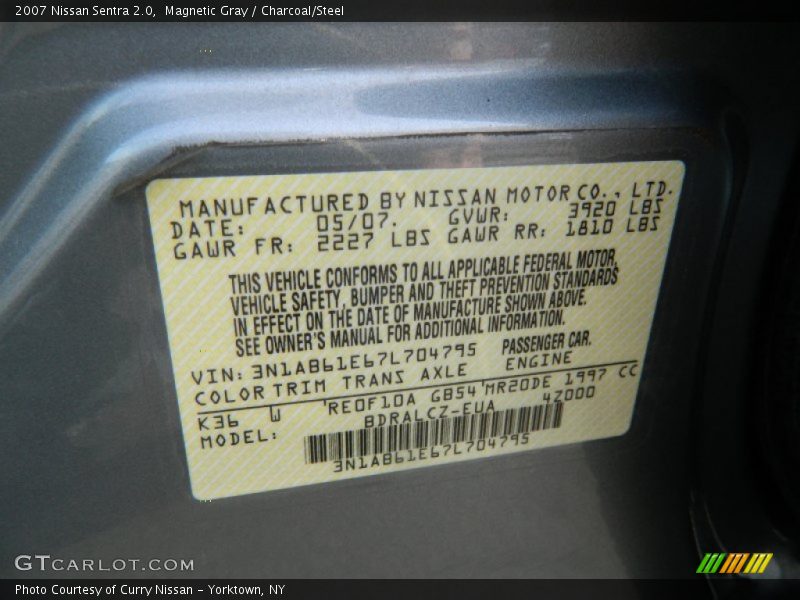 2007 Nissan Sentra 2.0, Magnetic Gray / Charcoal/Steel
MANUFACTURED BY NISSAN MOTOR CO., LTD.
DATE: 05/07. GVWR: 3920 LBS
GAWR FR: 2227 LBS GAWR RR: 1810 LBS
THIS VEHICLE CONFORMS TO ALL APPLICABLE FEDERAL MOTOR
VEHICLE SAFETY, BUMPER AND THEFT PREVENTION STANDARDS
IN EFFECT ON THE DATE OF MANUFACTURE SHOWN ABOVE.
SEE OWNER'S MANUAL FOR ADDITIONAL INFORMATION.
VIN: 3N1AB61E67L704795 PASSENGER CAR.
COLOR TRIM TRANS AXLE ENGINE
K36 W RE0F10A GB54 MR20DE 1997 CC
MODEL: BDRALCZ-EUA 4Z000
3N1AB61E67L704795
GTCARLOT.COM
Photo Courtesy of Curry Nissan - Yorktown, NY